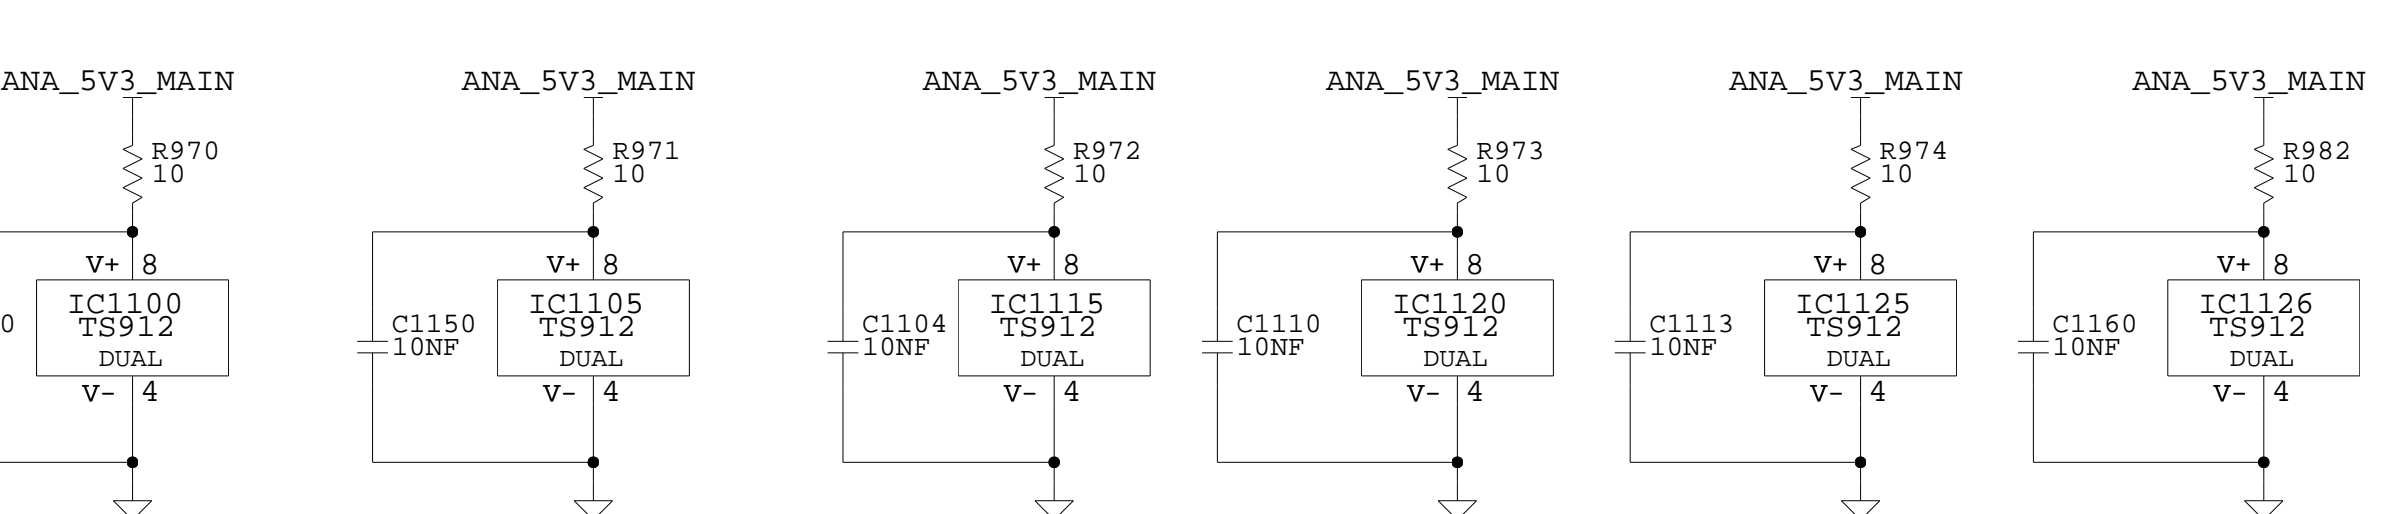 ANA_5V3_MAIN ANA_5V3_MAIN ANA_5V3_MAIN ANA_5V3_MAIN ANA_5V3_MAIN ANA_5V3_MAIN
R970 R971 R972 R973 R974 R982
10 10 10 10 10 10
V+ 8 V+ 8 V+ 8 V+ 8 V+ 8 V+ 8
IC1100 IC1105 IC1115 IC1120 IC1125 IC1126
0 TS912 C1150 TS912 C1104 TS912 C1110 TS912 C1113 TS912 C1160 TS912
10NF 10NF 10NF 10NF 10NF
DUAL DUAL DUAL DUAL DUAL DUAL
V- 4 V- 4 V- 4 V- 4 V- 4 V- 4